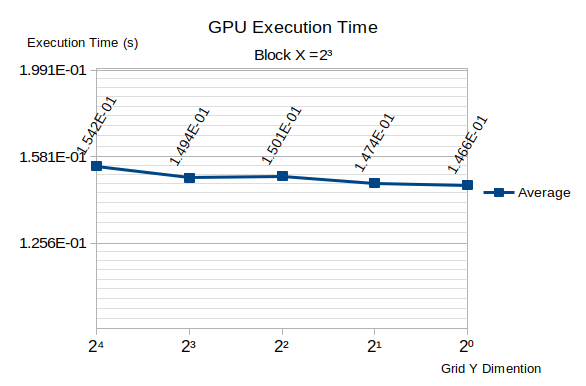 GPU Execution Time
Execution Time (s)
Block X =2³
1.991E-01
1.581E-01
1.256E-01
1.542E-01
1.494E-01
1.501E-01
1.474E-01
1.466E-01
Average
2⁴ 2³ 2² 2¹ 2⁰
Grid Y Dimention